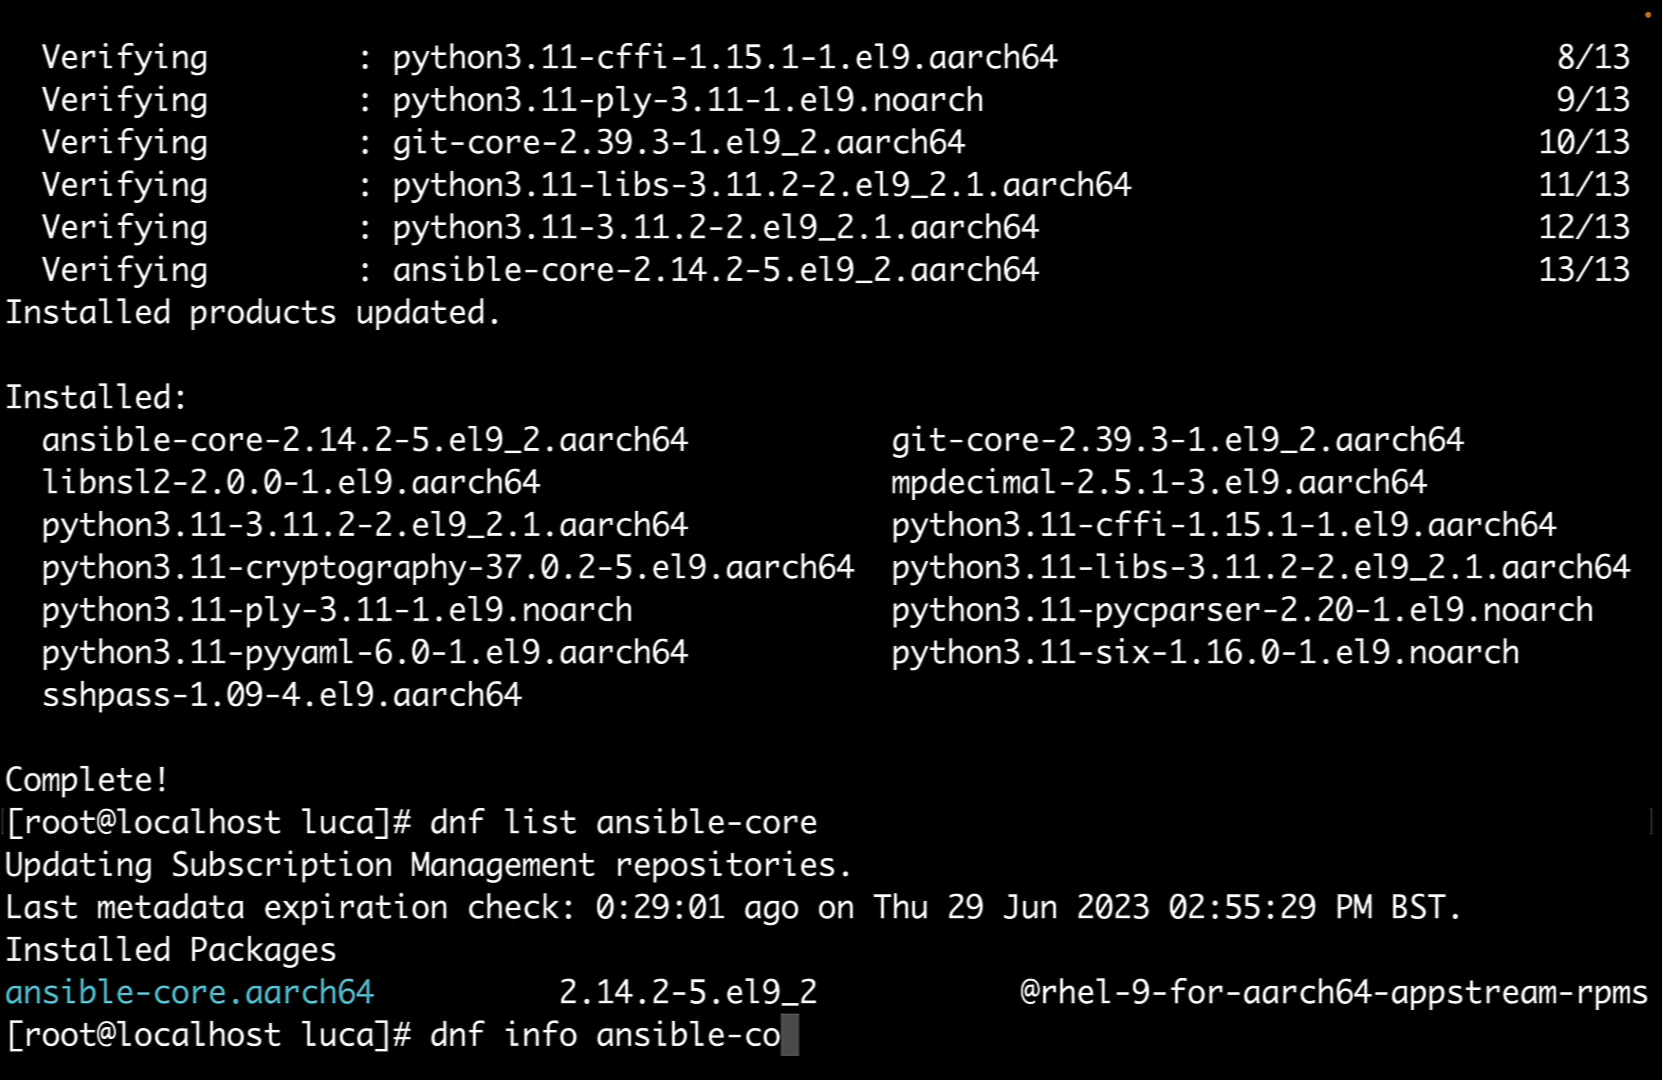 Verifying : python3.11-cffi-1.15.1-1.el9.aarch64 8/13
Verifying : python3.11-ply-3.11-1.el9.noarch 9/13
Verifying : git-core-2.39.3-1.el9_2.aarch64 10/13
Verifying : python3.11-libs-3.11.2-2.el9_2.1.aarch64 11/13
Verifying : python3.11-3.11.2-2.el9_2.1.aarch64 12/13
Verifying : ansible-core-2.14.2-5.el9_2.aarch64 13/13
Installed products updated.
Installed:
ansible-core-2.14.2-5.el9_2.aarch64 git-core-2.39.3-1.el9_2.aarch64
libnsl2-2.0.0-1.el9.aarch64 mpdecimal-2.5.1-3.el9.aarch64
python3.11-3.11.2-2.el9_2.1.aarch64 python3.11-cffi-1.15.1-1.el9.aarch64
python3.11-cryptography-37.0.2-5.el9.aarch64 python3.11-libs-3.11.2-2.el9_2.1.aarch64
python3.11-ply-3.11-1.el9.noarch python3.11-pycparser-2.20-1.el9.noarch
python3.11-pyyaml-6.0-1.el9.aarch64 python3.11-six-1.16.0-1.el9.noarch
sshpass-1.09-4.el9.aarch64
Complete!
[root@localhost luca]# dnf list ansible-core
Updating Subscription Management repositories.
Last metadata expiration check: 0:29:01 ago on Thu 29 Jun 2023 02:55:29 PM BST.
Installed Packages
ansible-core.aarch64 2.14.2-5.el9_2 @rhel-9-for-aarch64-appstream-rpms
[root@localhost luca]# dnf info ansible-co